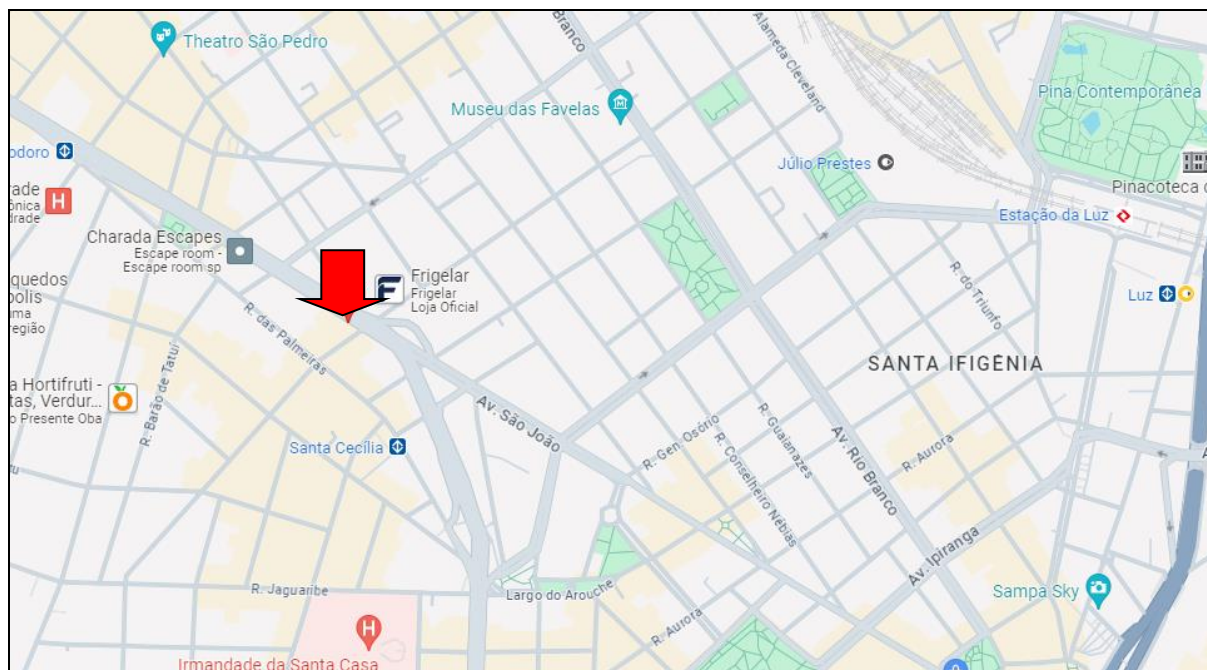 Theatro São Pedro
Branco
Alameda Cleveland
Museu das Favelas
Pina Contemporânea
odoro
Júlio Prestes
rade
ônica
drade
H
Pinacoteca
Estação da Luz
Charada Escapes
Escape room -
Escape room sp
quedos
polis
uma
região
F
Frigelar
Frigelar
Loja Oficial
R. do Triunfo
Luz
R. das Palmeiras
SANTA IFIGÊNIA
a Hortifruti -
tas, Verdur...
o Presente Oba
R. Barão de Tatuí
Av. São João
Santa Cecília
R. Gen. Osório
R. Guaianazes
R. Conselheiro Nébias
Av. Rio Branco
R. Aurora
Av. Ipiranga
R. Jaguaribe
Largo do Arouche
Sampa Sky
H
R. Aurora
Irmandade da Santa Casa